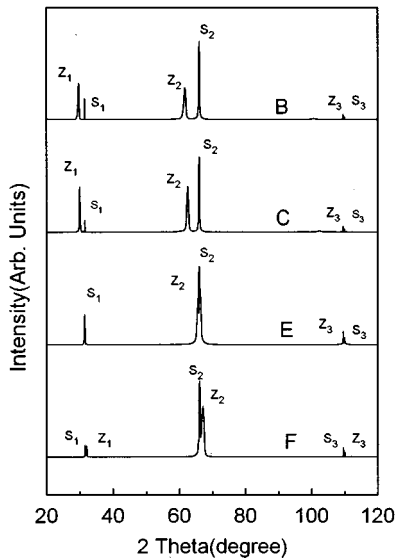 S₂
Z₁ S₁ Z₂ B Z₃ S₃
S₂
Z₁ S₁ Z₂ C Z₃ S₃
S₂
S₁ Z₂ E Z₃ S₃
S₂
S₁ Z₁ Z₂ F S₃ Z₃
Intensity(Arb. Units)
20 40 60 80 100 120
2 Theta(degree)